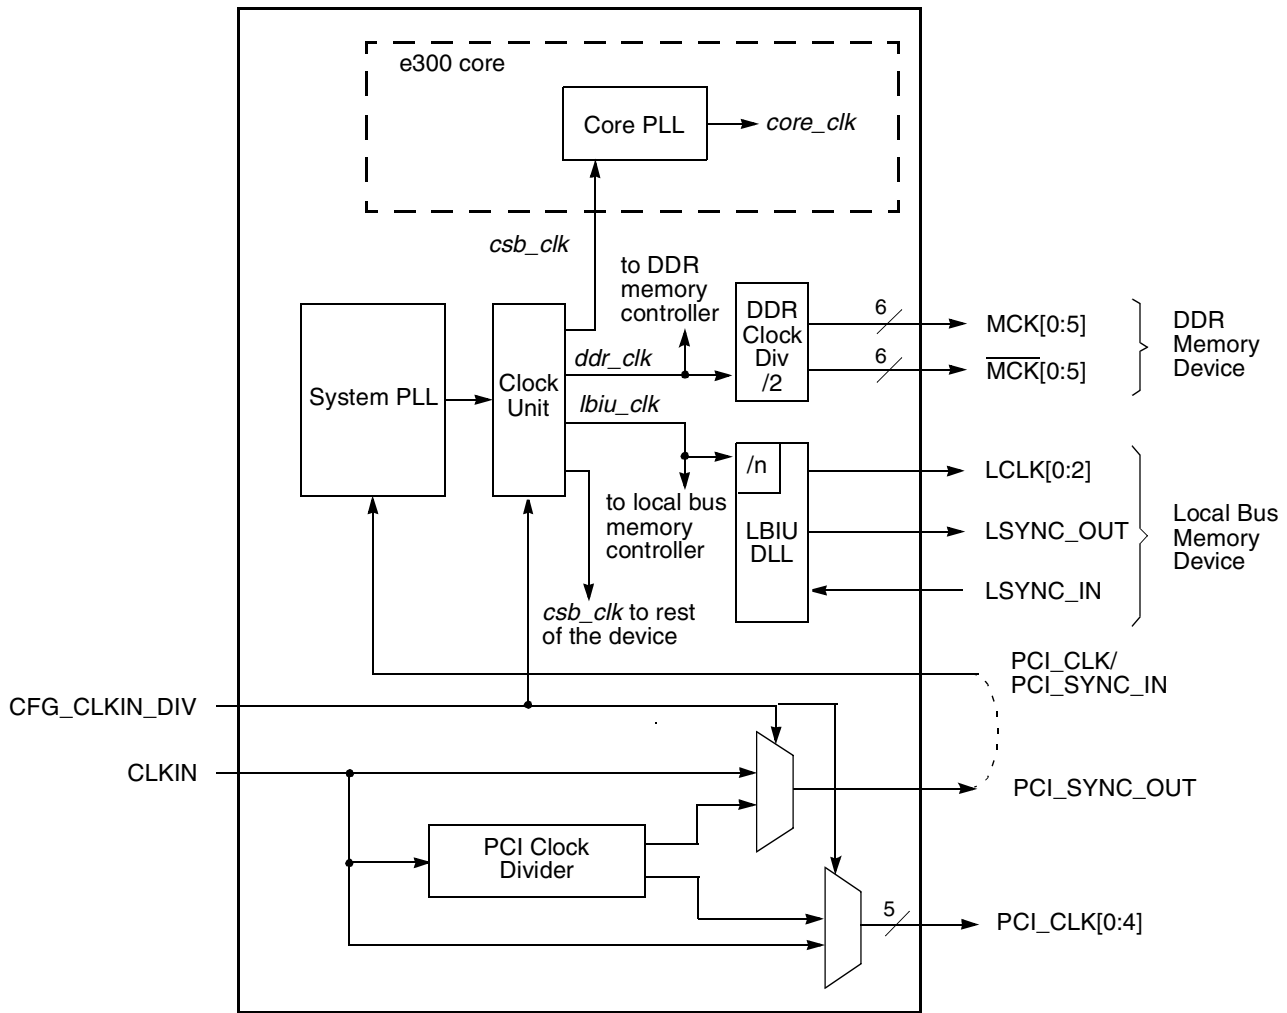 e300 core
Core PLL
core_clk
csb_clk
to DDR
memory
controller
DDR
Clock
Div
/2
6
MCK[0:5]
6
M̅C̅K̅[0:5]
DDR
Memory
Device
System PLL
Clock
Unit
ddr_clk
lbiu_clk
/n
LBIU
DLL
to local bus
memory
controller
LCLK[0:2]
LSYNC_OUT
LSYNC_IN
Local Bus
Memory
Device
csb_clk to rest
of the device
PCI_CLK/
PCI_SYNC_IN
CFG_CLKIN_DIV
CLKIN
PCI_SYNC_OUT
PCI Clock
Divider
5
PCI_CLK[0:4]